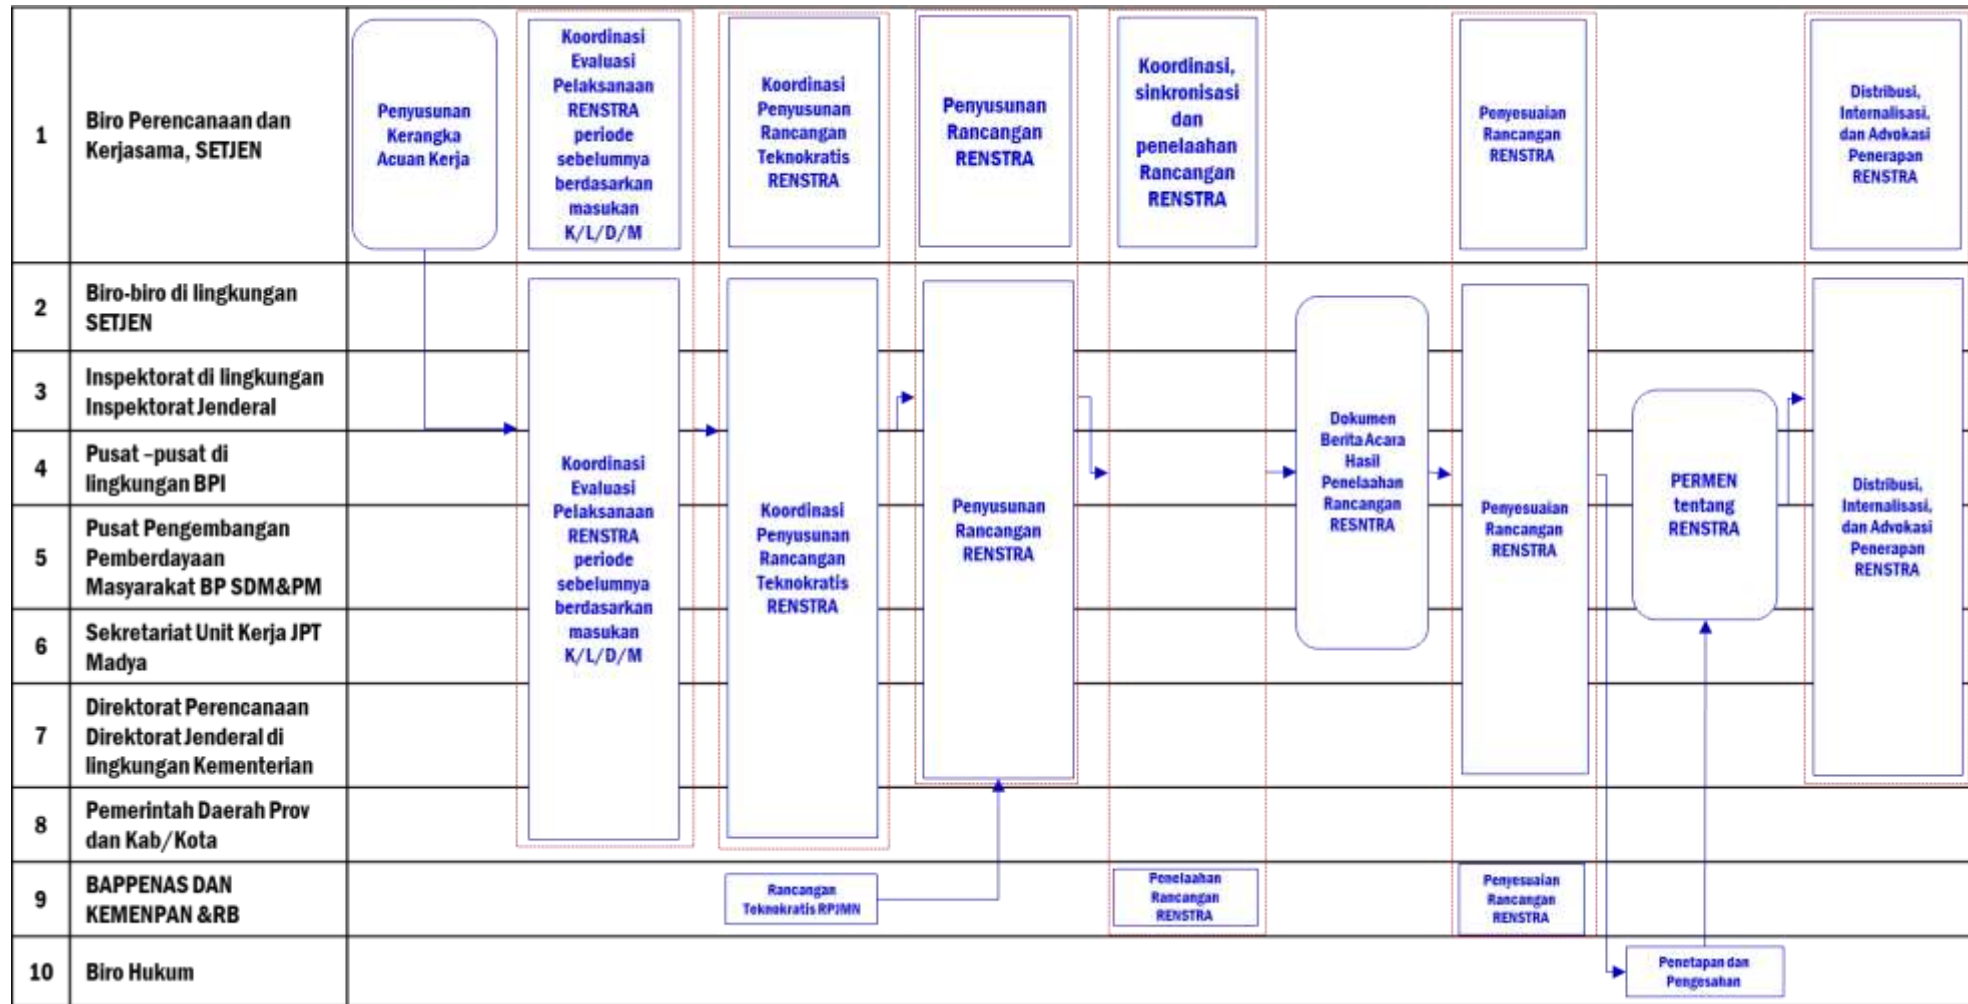 1
Biro Perencanaan dan
Kerjasama, SETJEN
Penyusunan
Kerangka
Acuan Kerja
Koordinasi
Evaluasi
Pelaksanaan
RENSTRA
periode
sebelumnya
berdasarkan
masukan
K/L/D/M
Koordinasi
Penyusunan
Rancangan
Teknokratis
RENSTRA
Penyusunan
Rancangan
RENSTRA
Koordinasi,
sinkronisasi
dan
penelaahan
Rancangan
RENSTRA
Penyesuaian
Rancangan
RENSTRA
Distribusi,
Internalisasi,
dan Advokasi
Penerapan
RENSTRA
2
Biro-biro di lingkungan
SETJEN
3
Inspektorat di lingkungan
Inspektorat Jenderal
4
Pusat –pusat di
lingkungan BPI
5
Pusat Pengembangan
Pemberdayaan
Masyarakat BP SDM&PM
6
Sekretariat Unit Kerja JPT
Madya
7
Direktorat Perencanaan
Direktorat Jenderal di
lingkungan Kementerian
8
Pemerintah Daerah Prov
dan Kab/Kota
Koordinasi
Evaluasi
Pelaksanaan
RENSTRA
periode
sebelumnya
berdasarkan
masukan
K/L/D/M
Koordinasi
Penyusunan
Rancangan
Teknokratis
RENSTRA
Penyusunan
Rancangan
RENSTRA
Dokumen
Berita Acara
Hasil
Penelaahan
Rancangan
RESNTRA
Penyesuaian
Rancangan
RENSTRA
PERMEN
tentang
RENSTRA
Distribusi,
Internalisasi,
dan Advokasi
Penerapan
RENSTRA
9
BAPPENAS DAN
KEMENPAN &RB
Rancangan
Teknokratis RPJMN
Penelaahan
Rancangan
RENSTRA
Penyesuaian
Rancangan
RENSTRA
10
Biro Hukum
Penetapan dan
Pengesahan